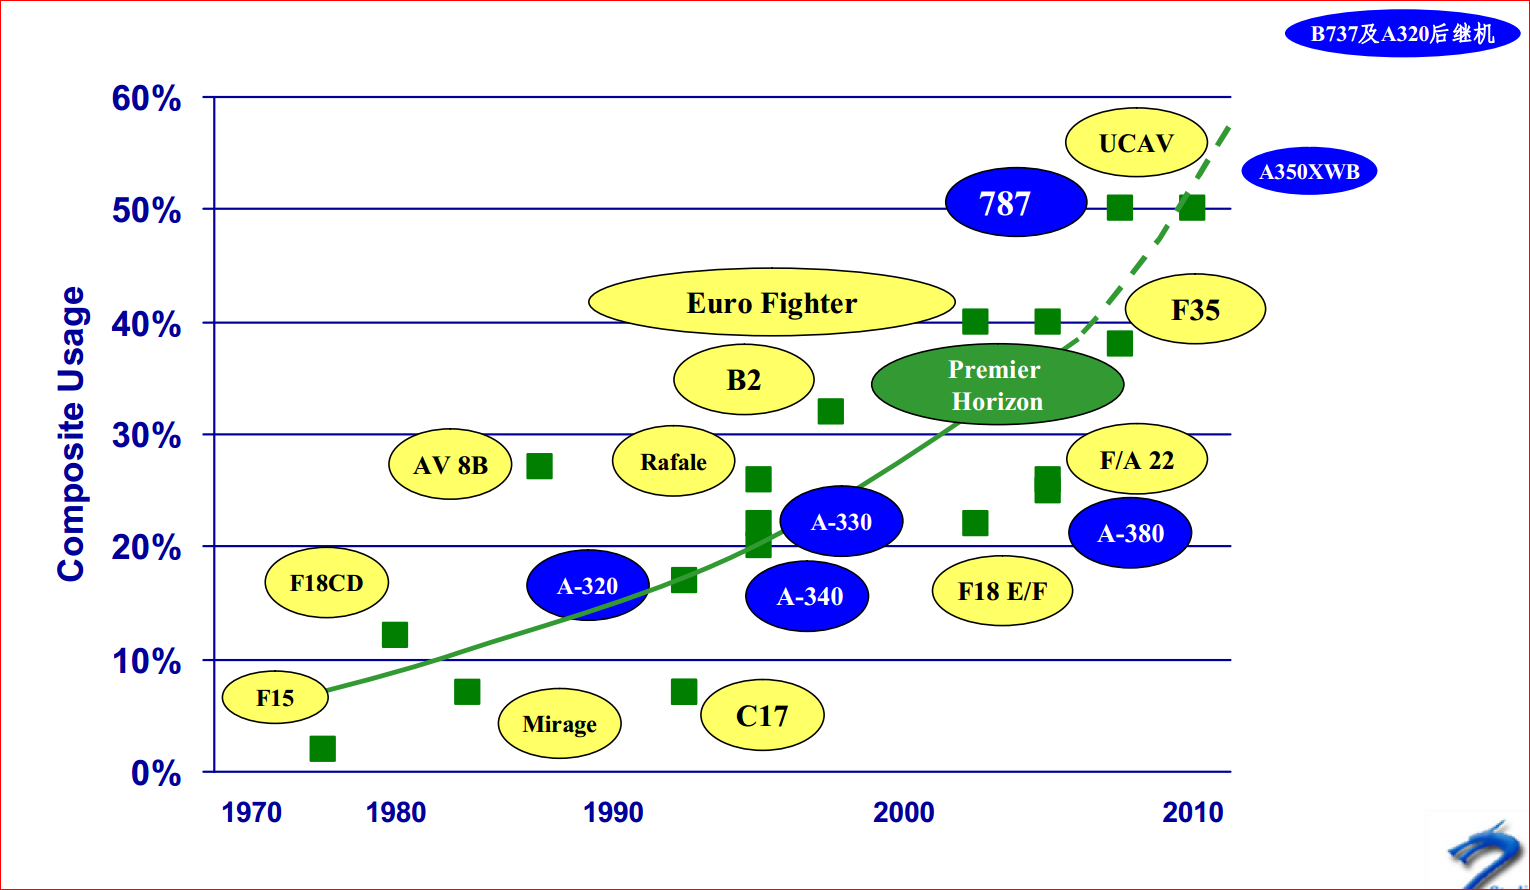 B737及A320后继机
60%
UCAV
A350XWB
787
50%
Euro Fighter
F35
40%
Premier
Horizon
B2
30%
AV 8B
Rafale
F/A 22
A-330
A-380
20%
F18CD
A-320
A-340
F18 E/F
10%
F15
Mirage
C17
0%
Composite Usage
1970 1980 1990 2000 2010